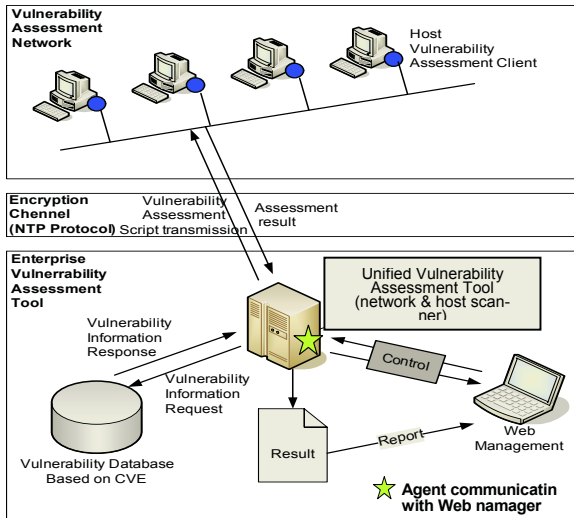 Vulnerability
Assessment
Network
Host
Vulnerability
Assessment Client
Encryption
Channel
(NTP Protocol)
Vulnerability
Assessment
Script transmission
Assessment
result
Enterprise
Vulnerrability
Assessment
Tool
Unified Vulnerability
Assessment Tool
(network & host scan-
ner)
Vulnerability
Information
Response
Vulnerability
Information
Request
Control
Web
Management
Result
Report
Vulnerability Database
Based on CVE
Agent communicatin
with Web namager